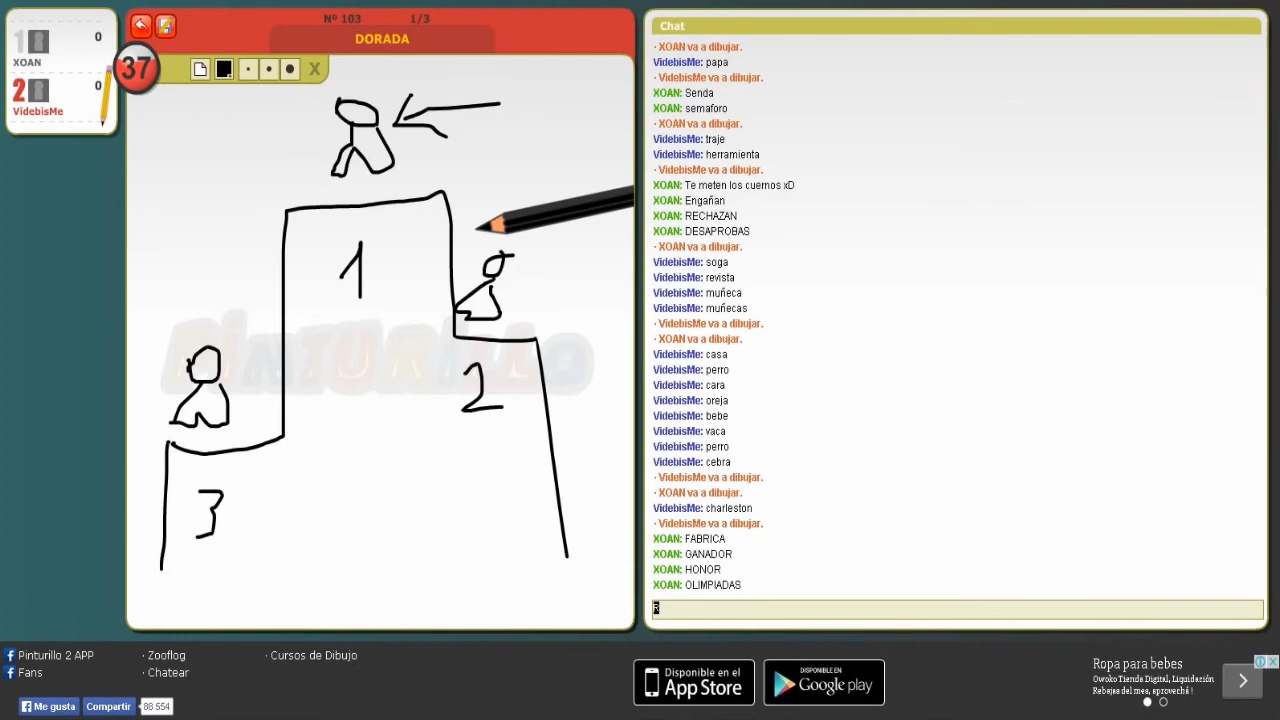 Nº 103 1/3
DORADA
1 0
XOAN
2 0
VidebisMe
37
X
1
2
3
PINTURILLO
Chat
· XOAN va a dibujar.
VidebisMe: papa
· VidebisMe va a dibujar.
XOAN: Senda
XOAN: semaforo
· XOAN va a dibujar.
VidebisMe: traje
VidebisMe: herramienta
· VidebisMe va a dibujar.
XOAN: Te meten los cuernos xD
XOAN: Engañan
XOAN: RECHAZAN
XOAN: DESAPROBAS
· XOAN va a dibujar.
VidebisMe: soga
VidebisMe: revista
VidebisMe: muñeca
VidebisMe: muñecas
· VidebisMe va a dibujar.
· XOAN va a dibujar.
VidebisMe: casa
VidebisMe: perro
VidebisMe: cara
VidebisMe: oreja
VidebisMe: bebe
VidebisMe: vaca
VidebisMe: perro
VidebisMe: cebra
· VidebisMe va a dibujar.
· XOAN va a dibujar.
VidebisMe: charleston
· VidebisMe va a dibujar.
XOAN: FABRICA
XOAN: GANADOR
XOAN: HONOR
XOAN: OLIMPIADAS
Pinturillo 2 APP · Zooflog · Cursos de Dibujo
Fans · Chatear
Me gusta Compartir 88 554
Disponible en el
App Store
DISPONIBLE EN
Google play
Ropa para bebes
Owoko Tienda Digital, Liquidación
Rebajas del mes, aprovechá !